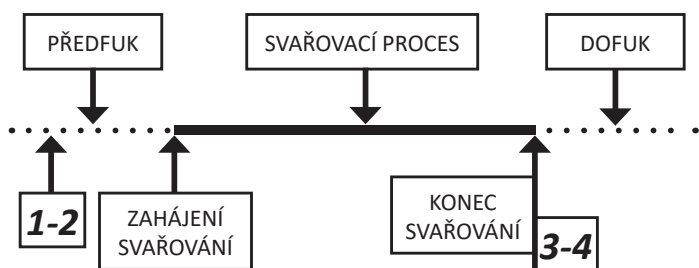 PŘEDFUK
SVAŘOVACÍ PROCES
DOFUK
1-2
ZAHÁJENÍ
SVAŘOVÁNÍ
KONEC
SVAŘOVÁNÍ
3-4